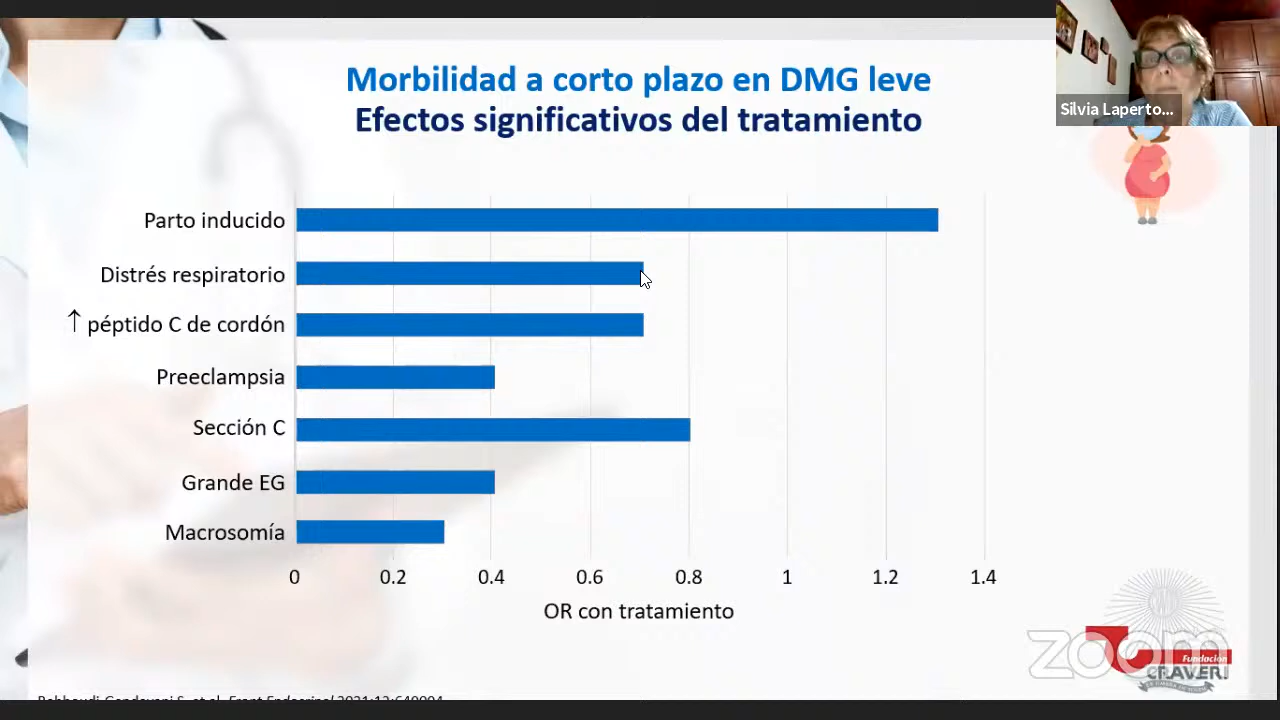 Morbilidad a corto plazo en DMG leve
Efectos significativos del tratamiento
Silvia Laperto...
Parto inducido
Distrés respiratorio
↑ péptido C de cordón
Preeclampsia
Sección C
Grande EG
Macrosomía
0 0.2 0.4 0.6 0.8 1 1.2 1.4
OR con tratamiento
zoom
Fundación
CRAVERI